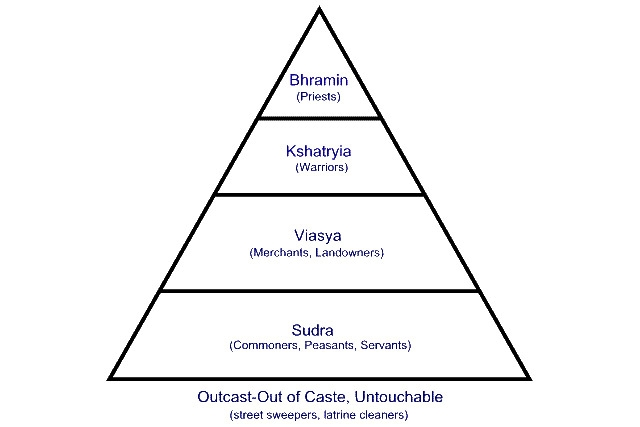 Bhramin
(Priests)
Kshatryia
(Warriors)
Viasya
(Merchants, Landowners)
Sudra
(Commoners, Peasants, Servants)
Outcast-Out of Caste, Untouchable
(street sweepers, latrine cleaners)